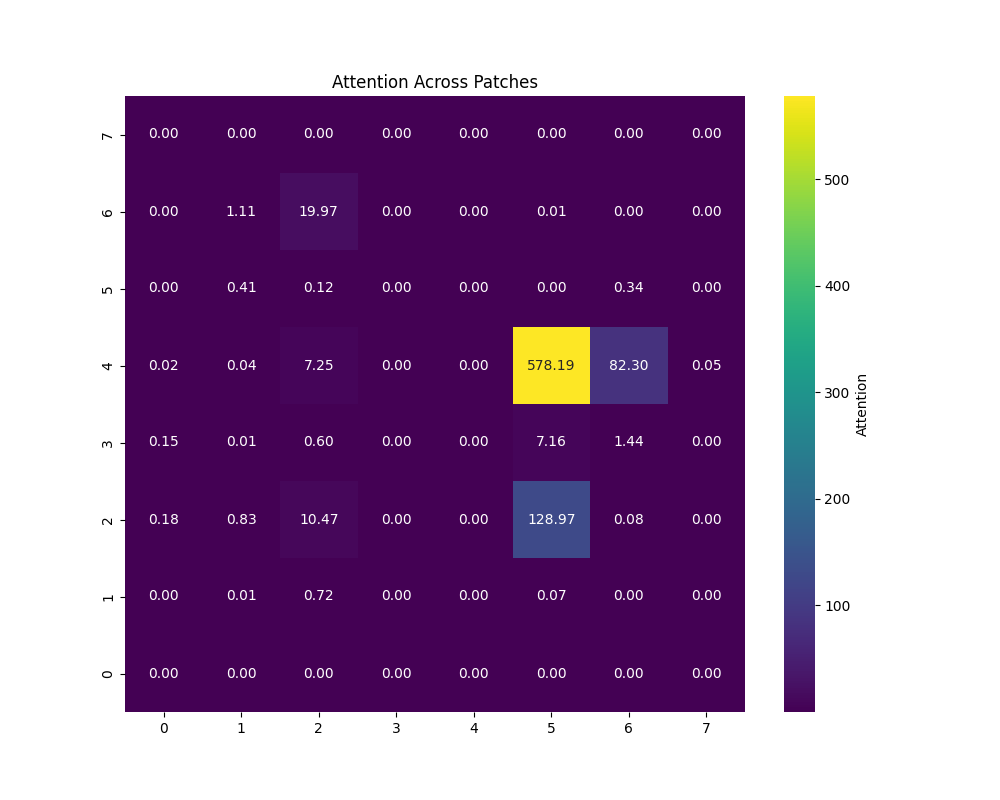 Attention Across Patches
7 0.00 0.00 0.00 0.00 0.00 0.00 0.00 0.00
6 0.00 1.11 19.97 0.00 0.00 0.01 0.00 0.00
5 0.00 0.41 0.12 0.00 0.00 0.00 0.34 0.00
4 0.02 0.04 7.25 0.00 0.00 578.19 82.30 0.05
3 0.15 0.01 0.60 0.00 0.00 7.16 1.44 0.00
2 0.18 0.83 10.47 0.00 0.00 128.97 0.08 0.00
1 0.00 0.01 0.72 0.00 0.00 0.07 0.00 0.00
0 0.00 0.00 0.00 0.00 0.00 0.00 0.00 0.00
0 1 2 3 4 5 6 7
500
400
300
200
100
Attention